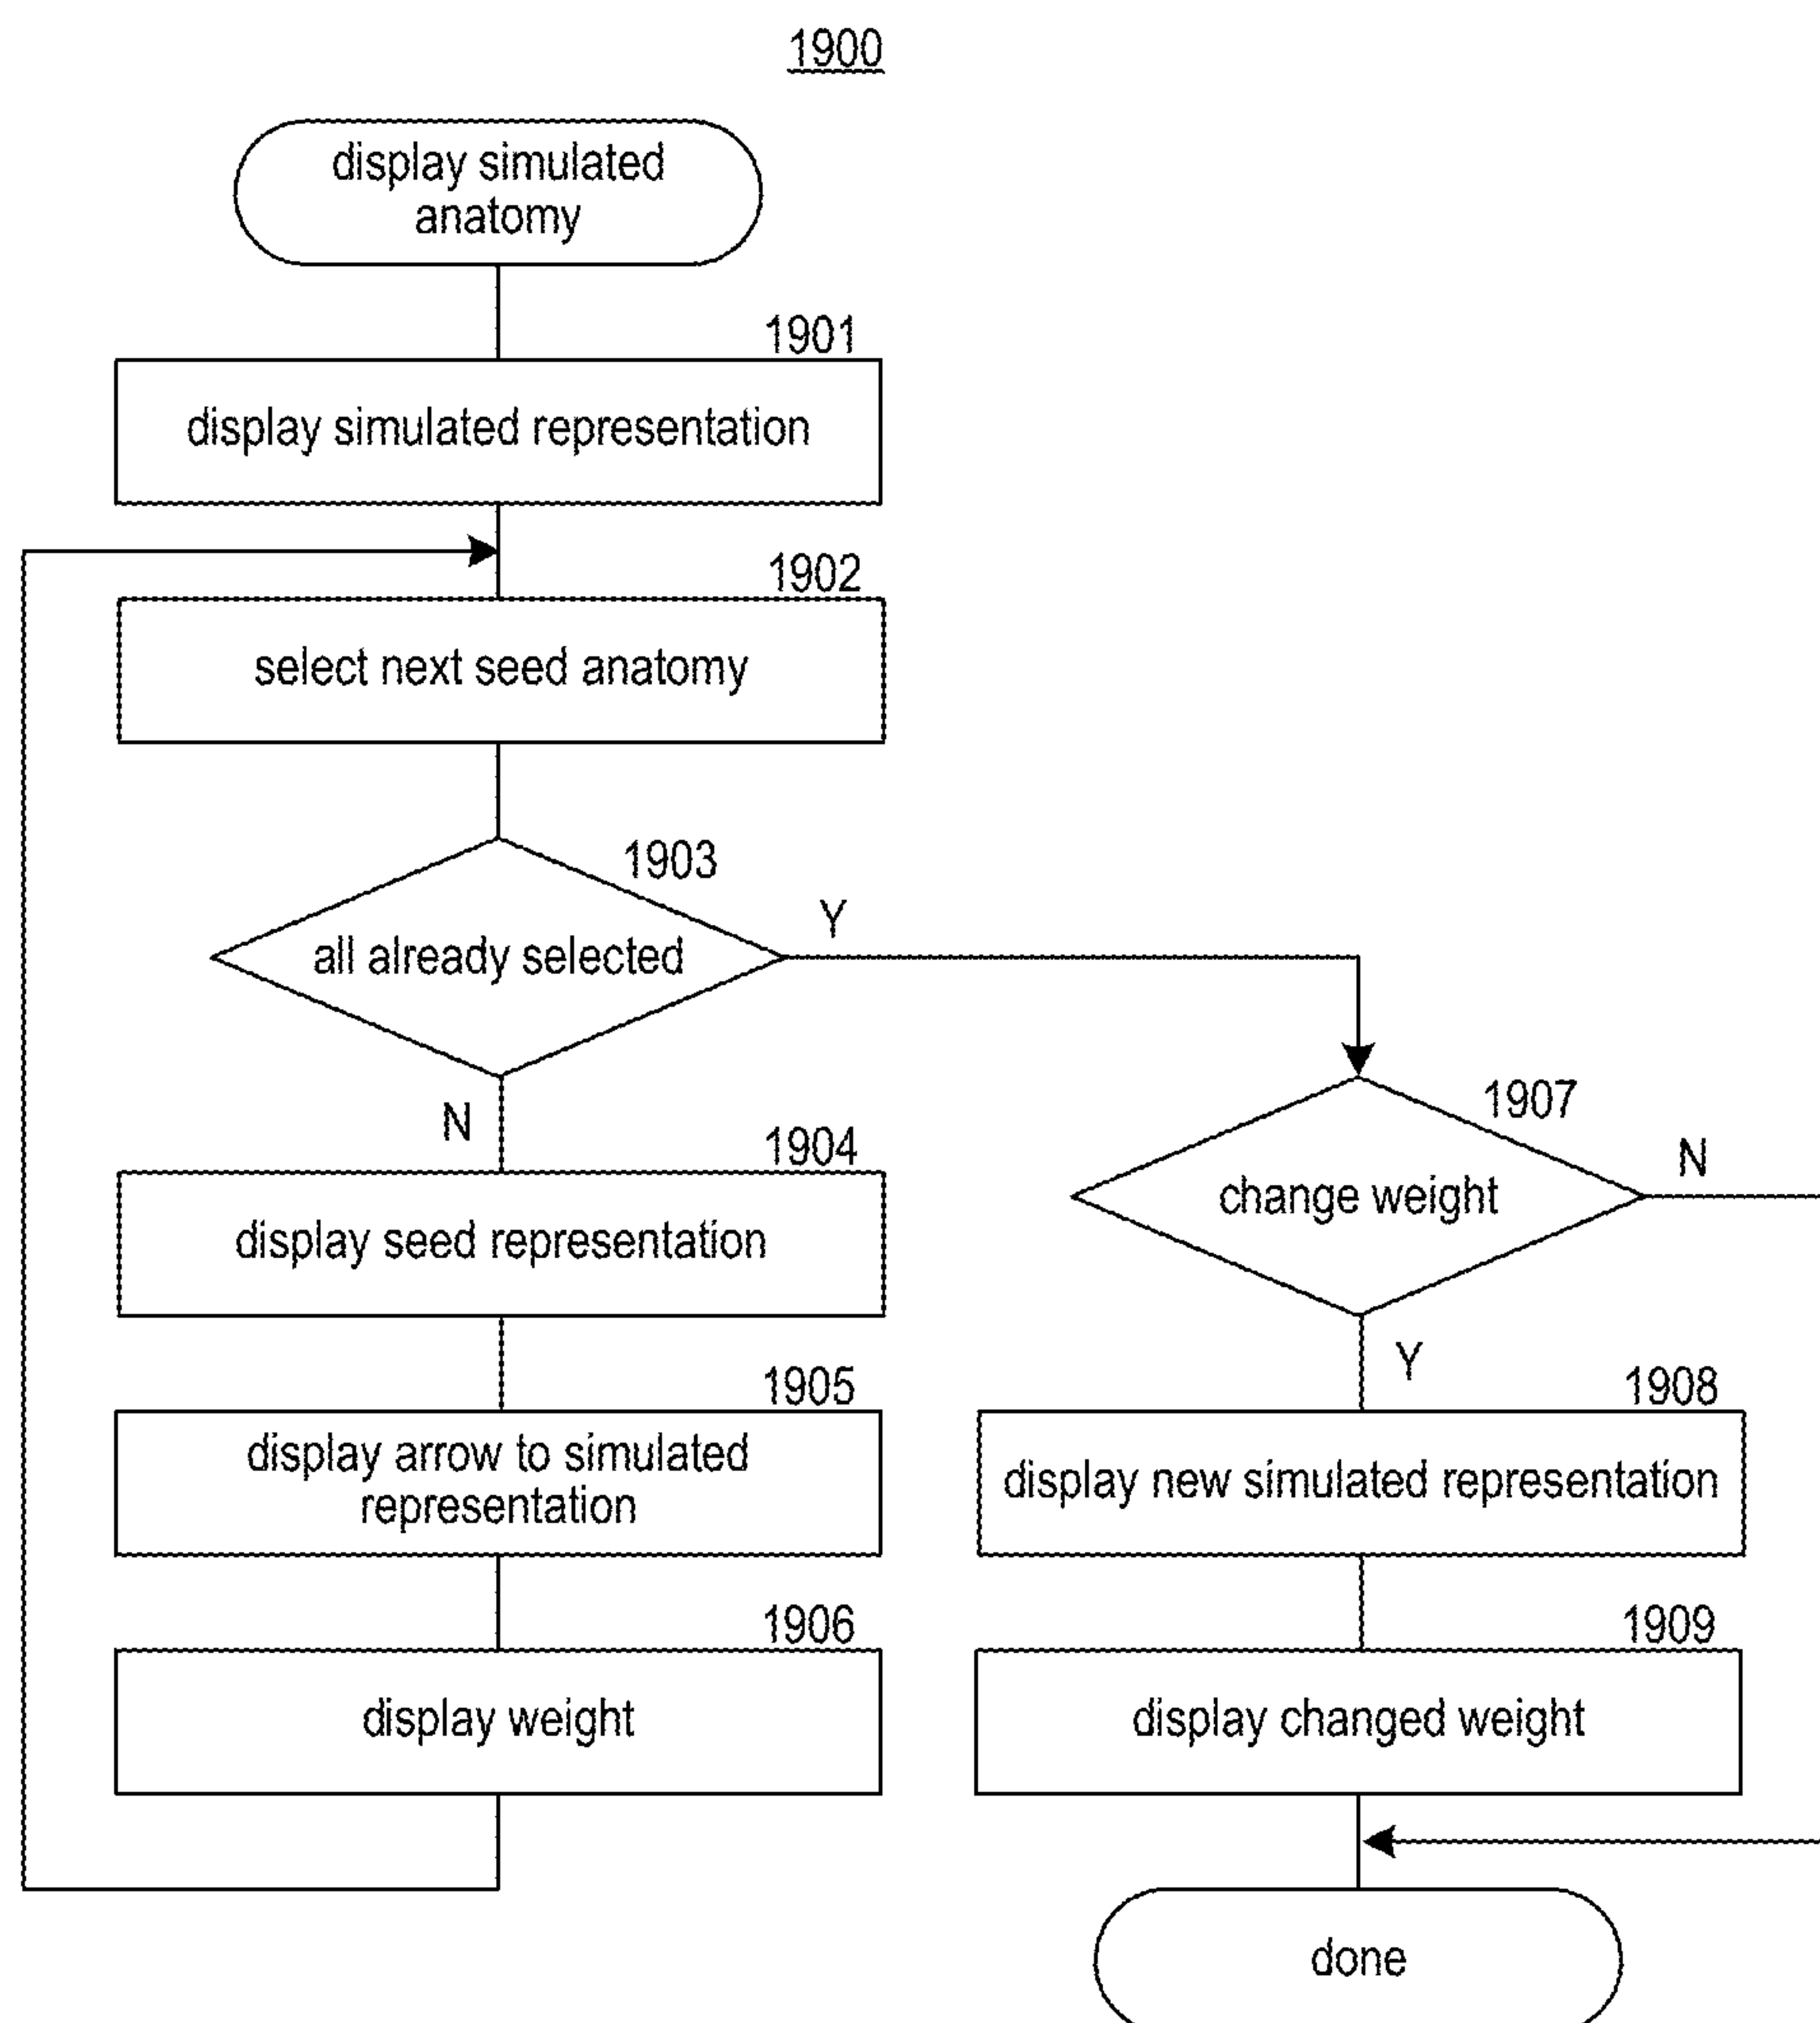 1900
display simulated
anatomy
1901
display simulated representation
1902
select next seed anatomy
1903
all already selected
Y
N
1904
display seed representation
1905
display arrow to simulated
representation
1906
display weight
1907
change weight
N
Y
1908
display new simulated representation
1909
display changed weight
done